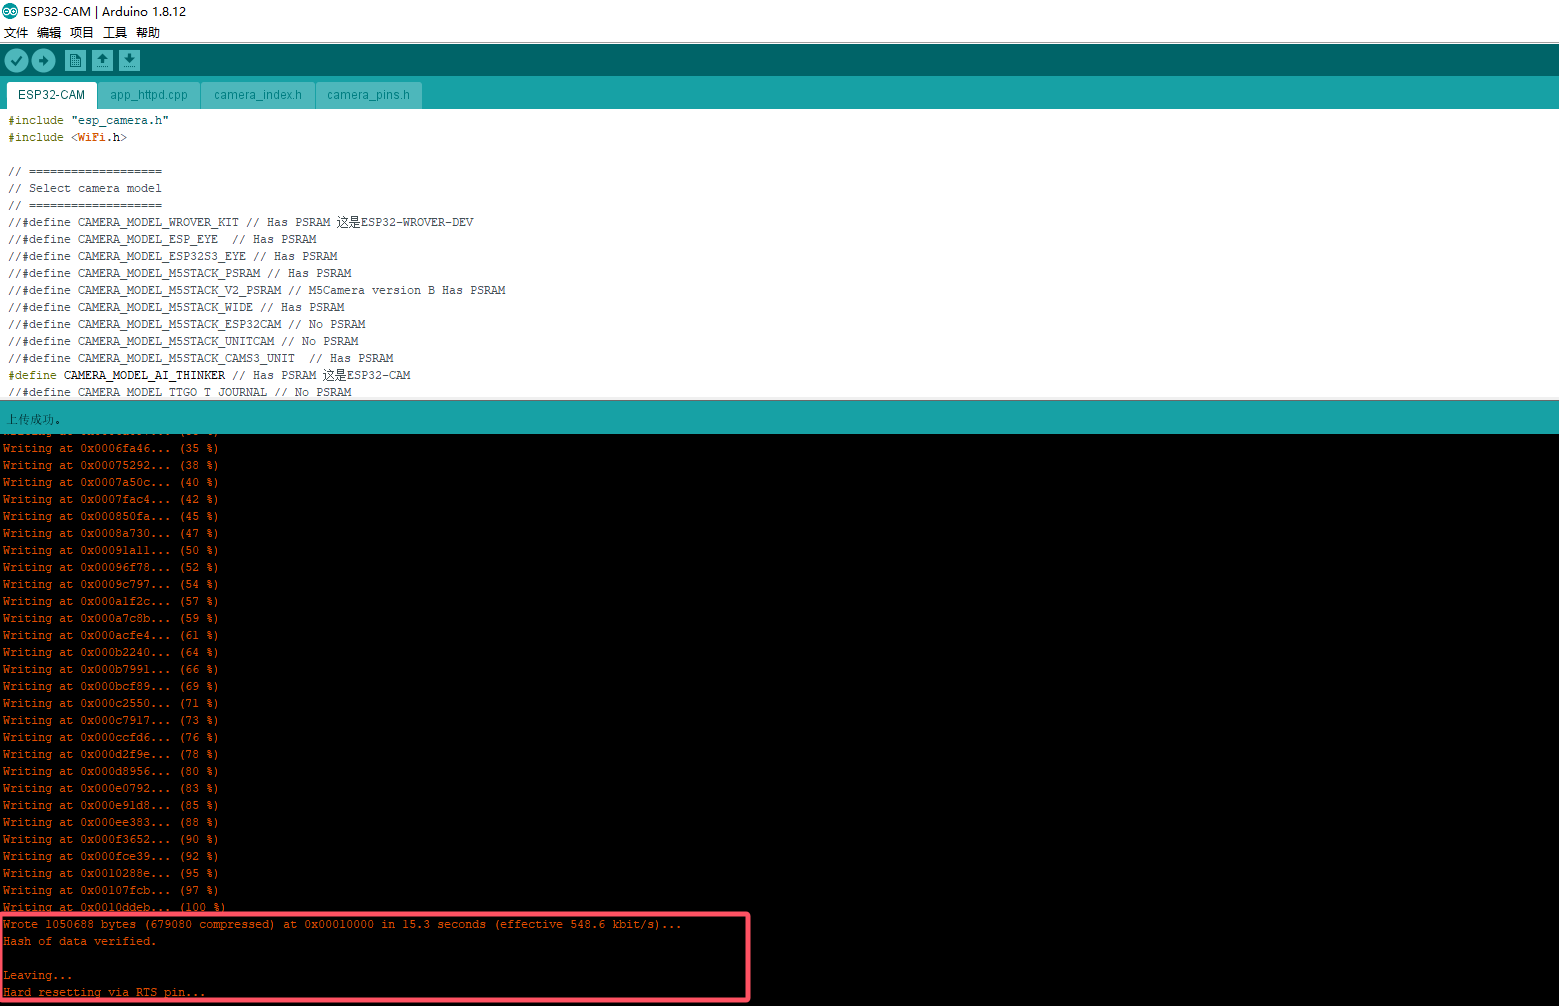 ESP32-CAM | Arduino 1.8.12
文件 编辑 项目 工具 帮助
ESP32-CAM app_httpd.cpp camera_index.h camera_pins.h
#include "esp_camera.h"
#include <WiFi.h>
// ===================
// Select camera model
// ===================
//#define CAMERA_MODEL_WROVER_KIT // Has PSRAM 这是ESP32-WROVER-DEV
//#define CAMERA_MODEL_ESP_EYE  // Has PSRAM
//#define CAMERA_MODEL_ESP32S3_EYE // Has PSRAM
//#define CAMERA_MODEL_M5STACK_PSRAM // Has PSRAM
//#define CAMERA_MODEL_M5STACK_V2_PSRAM // M5Camera version B Has PSRAM
//#define CAMERA_MODEL_M5STACK_WIDE // Has PSRAM
//#define CAMERA_MODEL_M5STACK_ESP32CAM // No PSRAM
//#define CAMERA_MODEL_M5STACK_UNITCAM // No PSRAM
//#define CAMERA_MODEL_M5STACK_CAMS3_UNIT  // Has PSRAM
#define CAMERA_MODEL_AI_THINKER // Has PSRAM 这是ESP32-CAM
//#define CAMERA_MODEL_TTGO_T_JOURNAL // No PSRAM
上传成功。
Writing at 0x0006fa46... (35 %)
Writing at 0x00075292... (38 %)
Writing at 0x0007a50c... (40 %)
Writing at 0x0007fac4... (42 %)
Writing at 0x000850fa... (45 %)
Writing at 0x0008a730... (47 %)
Writing at 0x00091a11... (50 %)
Writing at 0x00096f78... (52 %)
Writing at 0x0009c797... (54 %)
Writing at 0x000a1f2c... (57 %)
Writing at 0x000a7c8b... (59 %)
Writing at 0x000acfe4... (61 %)
Writing at 0x000b2240... (64 %)
Writing at 0x000b7991... (66 %)
Writing at 0x000bcf89... (69 %)
Writing at 0x000c2550... (71 %)
Writing at 0x000c7917... (73 %)
Writing at 0x000ccfd6... (76 %)
Writing at 0x000d2f9e... (78 %)
Writing at 0x000d8956... (80 %)
Writing at 0x000e0792... (83 %)
Writing at 0x000e91d8... (85 %)
Writing at 0x000ee383... (88 %)
Writing at 0x000f3652... (90 %)
Writing at 0x000fce39... (92 %)
Writing at 0x0010288e... (95 %)
Writing at 0x00107fcb... (97 %)
Writing at 0x0010ddeb... (100 %)
Wrote 1050688 bytes (679080 compressed) at 0x00010000 in 15.3 seconds (effective 548.6 kbit/s)...
Hash of data verified.
Leaving...
Hard resetting via RTS pin...